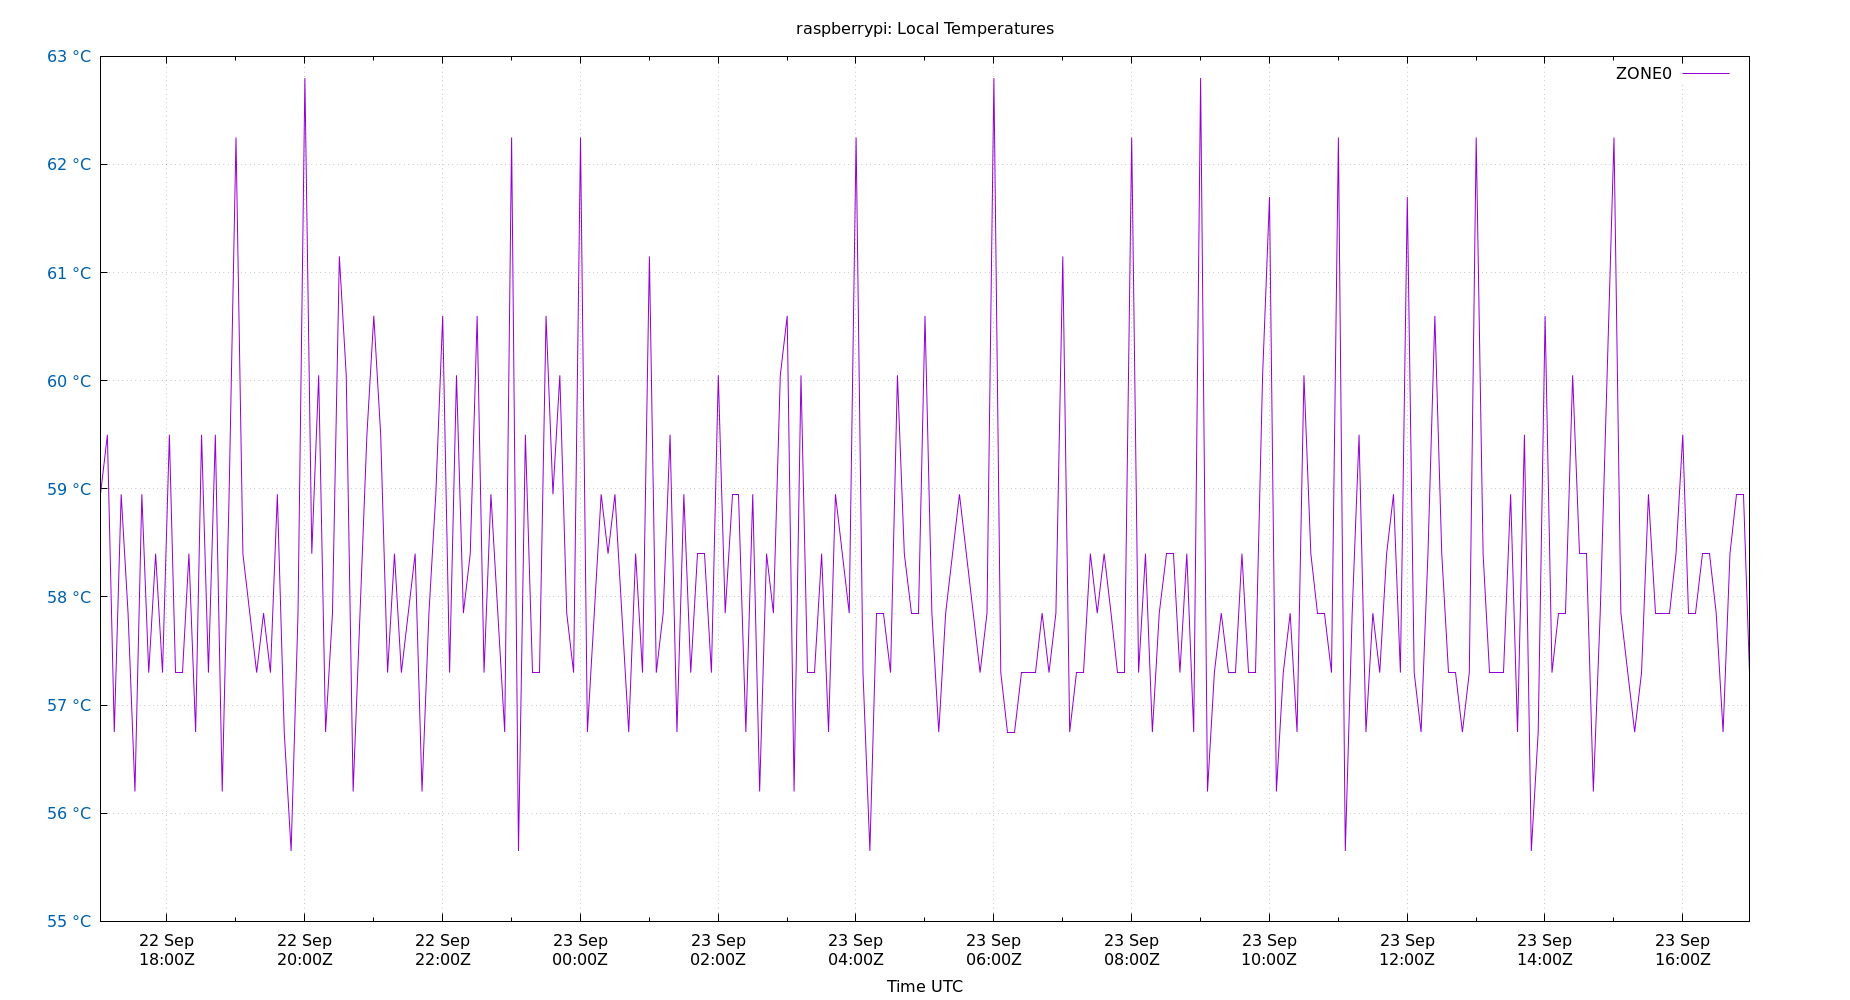 raspberrypi: Local Temperatures
63 °C
ZONE0
62 °C
61 °C
60 °C
59 °C
58 °C
57 °C
56 °C
55 °C
22 Sep 22 Sep 22 Sep 23 Sep 23 Sep 23 Sep 23 Sep 23 Sep 23 Sep 23 Sep 23 Sep 23 Sep
18:00Z 20:00Z 22:00Z 00:00Z 02:00Z 04:00Z 06:00Z 08:00Z 10:00Z 12:00Z 14:00Z 16:00Z
Time UTC